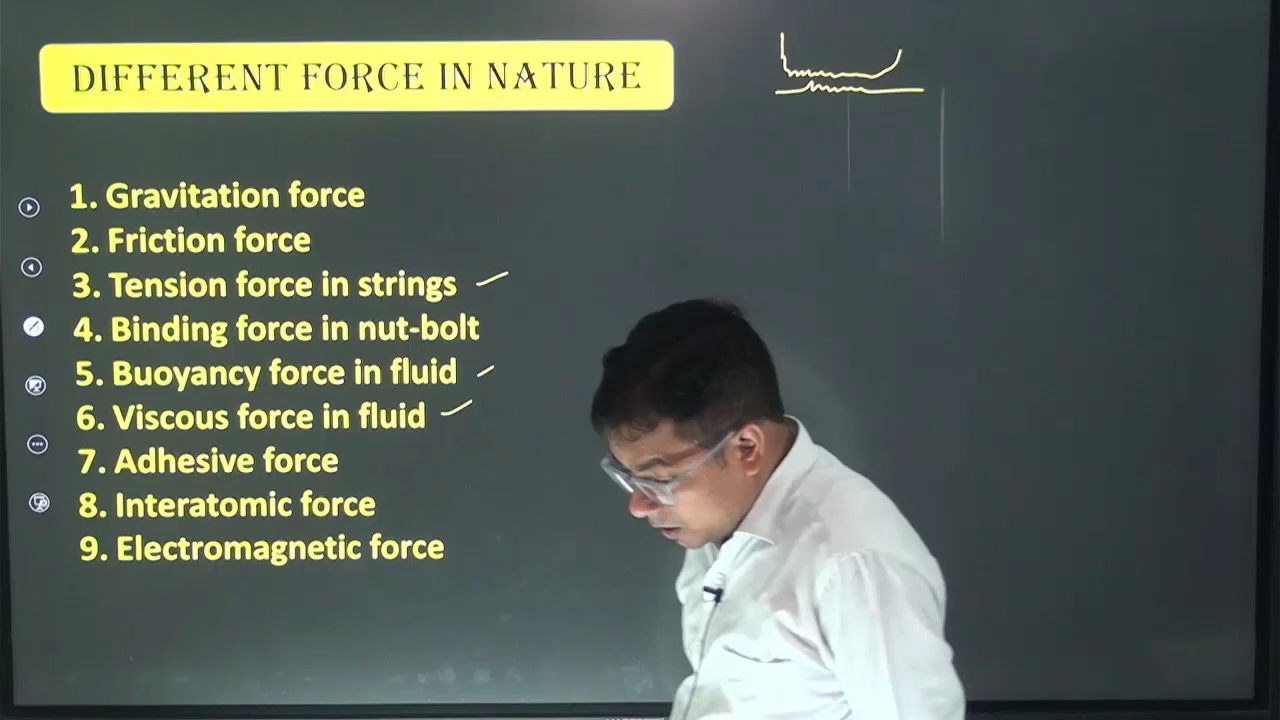 DIFFERENT FORCE IN NATURE
1. Gravitation force
2. Friction force
3. Tension force in strings
4. Binding force in nut-bolt
5. Buoyancy force in fluid
6. Viscous force in fluid
7. Adhesive force
8. Interatomic force
9. Electromagnetic force